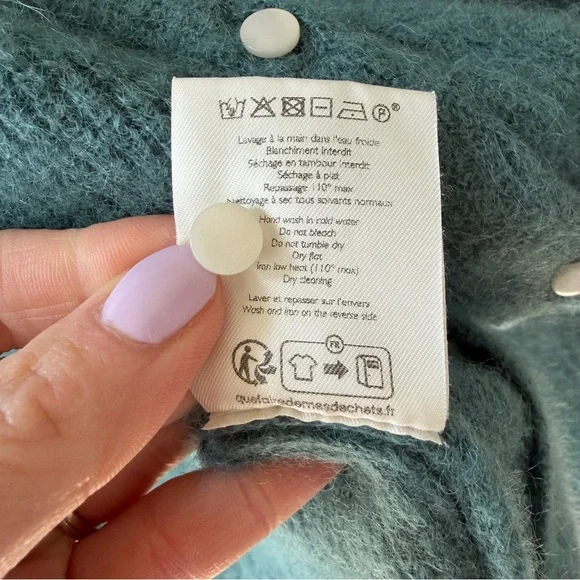 P®
Lavage à la main dans l'eau froide
Blanchiment interdit
Séchage en tambour interdit
Séchage à plat
Repassage 110° max
Nettoyage à sec tous solvants normaux
Hand wash in cold water
Do not bleach
Do not tumble dry
Dry flat
Iron low heat (110° max)
Dry cleaning
Laver et repasser sur l'envers
Wash and iron on the reverse side
FR
quefairedemesdechets.fr